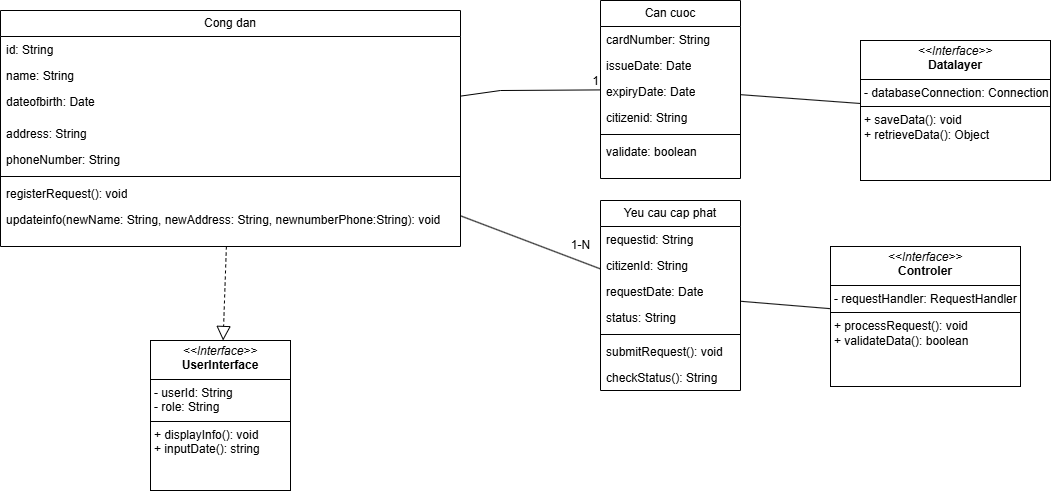 Cong dan
id: String
name: String
dateofbirth: Date
address: String
phoneNumber: String
registerRequest(): void
updateinfo(newName: String, newAddress: String, newnumberPhone:String): void
Can cuoc
cardNumber: String
issueDate: Date
expiryDate: Date
citizenid: String
validate: boolean
1
<<Interface>>
Datalayer
- databaseConnection: Connection
+ saveData(): void
+ retrieveData(): Object
Yeu cau cap phat
requestid: String
citizenId: String
requestDate: Date
status: String
submitRequest(): void
checkStatus(): String
1-N
<<Interface>>
Controler
- requestHandler: RequestHandler
+ processRequest(): void
+ validateData(): boolean
<<Interface>>
UserInterface
- userId: String
- role: String
+ displayInfo(): void
+ inputDate(): string